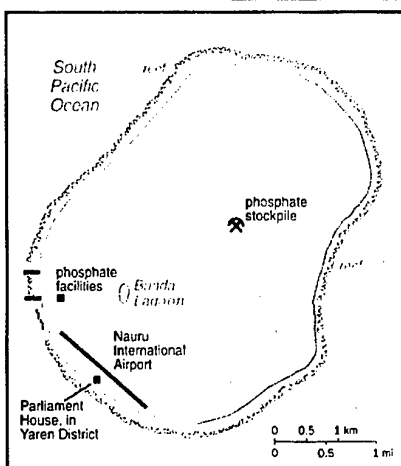 South
Pacific
Ocean
reef
phosphate
stockpile
reef
phosphate
facilities
Buada
Lagoon
Nauru
International
Airport
Parliament
House, in
Yaren District
0 0.5 1 km
0 0.5 1 mi